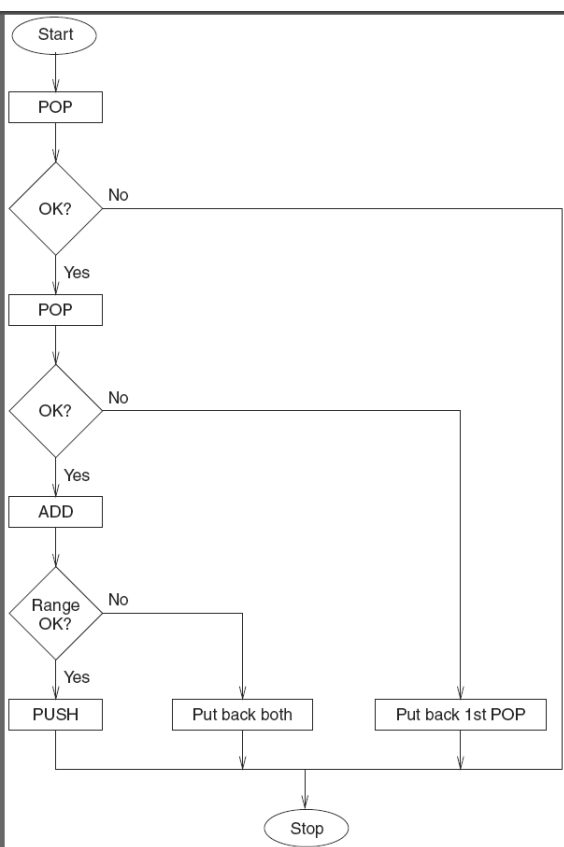 Start
POP
OK?
No
Yes
POP
OK?
No
Yes
ADD
Range
OK?
No
Yes
PUSH
Put back both
Put back 1st POP
Stop